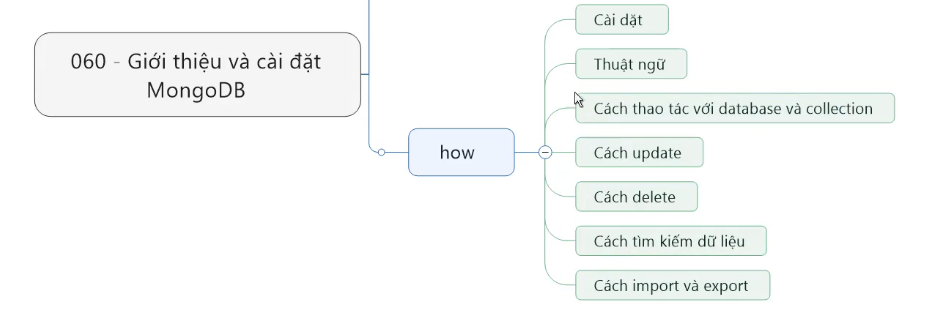 060 - Giới thiệu và cài đặt
MongoDB
how
Cài dặt
Thuật ngữ
Cách thao tác với database và collection
Cách update
Cách delete
Cách tìm kiếm dữ liệu
Cách import và export